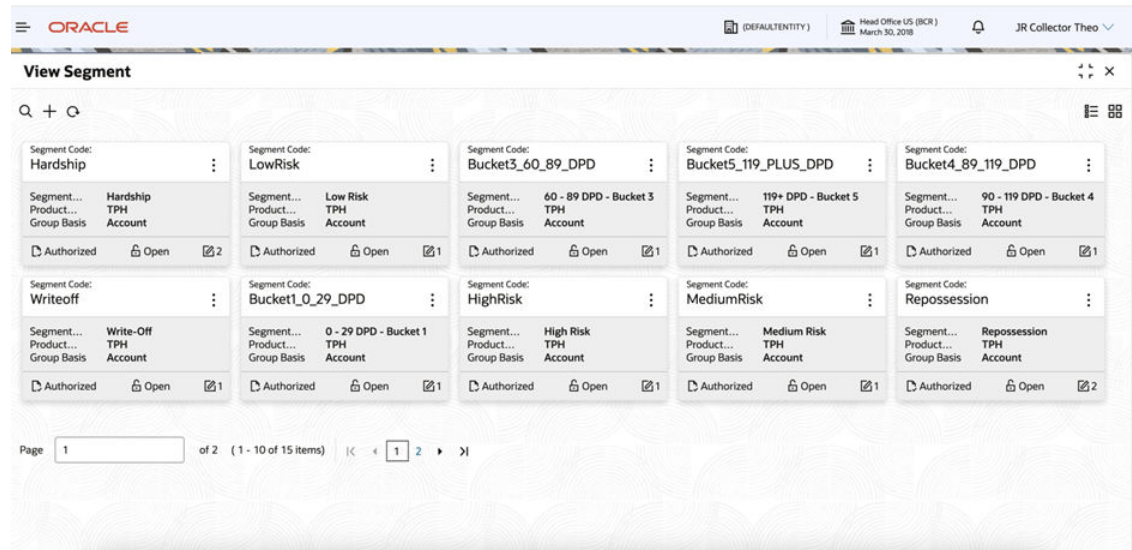 ORACLE
(DEFAULTENTITY)
Head Office US (BCR)
March 30, 2018
JR Collector Theo
View Segment
Segment Code:
Hardship
Segment... Hardship
Product... TPH
Group Basis Account
Authorized Open 2
Segment Code:
LowRisk
Segment... Low Risk
Product... TPH
Group Basis Account
Authorized Open 1
Segment Code:
Bucket3_60_89_DPD
Segment... 60 - 89 DPD - Bucket 3
Product... TPH
Group Basis Account
Authorized Open 1
Segment Code:
Bucket5_119_PLUS_DPD
Segment... 119+ DPD - Bucket 5
Product... TPH
Group Basis Account
Authorized Open 1
Segment Code:
Bucket4_89_119_DPD
Segment... 90 - 119 DPD - Bucket 4
Product... TPH
Group Basis Account
Authorized Open 1
Segment Code:
Writeoff
Segment... Write-Off
Product... TPH
Group Basis Account
Authorized Open 1
Segment Code:
Bucket1_0_29_DPD
Segment... 0 - 29 DPD - Bucket 1
Product... TPH
Group Basis Account
Authorized Open 1
Segment Code:
HighRisk
Segment... High Risk
Product... TPH
Group Basis Account
Authorized Open 1
Segment Code:
MediumRisk
Segment... Medium Risk
Product... TPH
Group Basis Account
Authorized Open 1
Segment Code:
Repossession
Segment... Repossession
Product... TPH
Group Basis Account
Authorized Open 2
Page 1 of 2 (1 - 10 of 15 items) 1 2